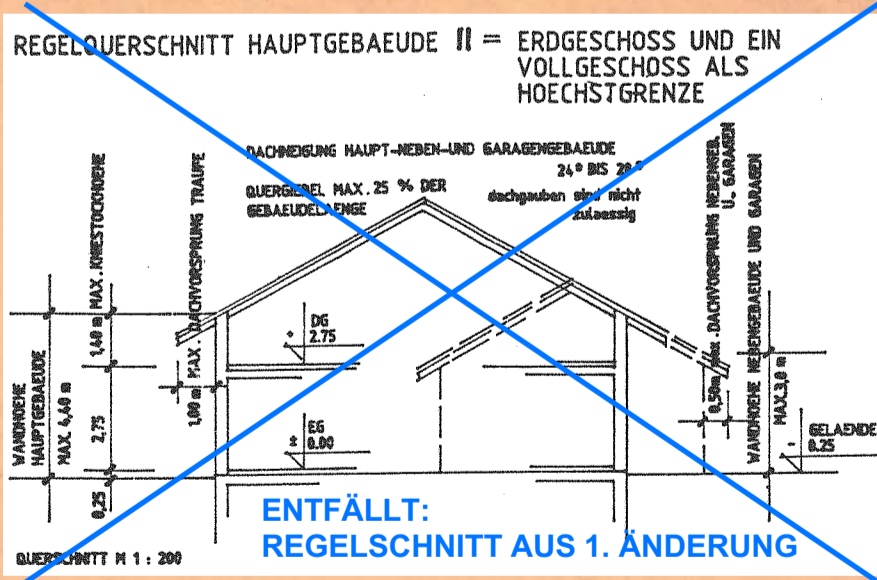 REGELQUERSCHNITT HAUPTGEBAEUDE II = ERDGESCHOSS UND EIN
VOLLGESCHOSS ALS
HOECHSTGRENZE
DACHNEIGUNG HAUPT-NEBEN-UND GARAGENGEBAEUDE
24° BIS 28°
QUERGIEBEL MAX. 25 % DER
GEBAEUDELAENGE
dachgauben sind nicht
zulaessig
WANDHOEHE
HAUPTGEBAEUDE
MAX. 4,40 m
1,40 m MAX. KNIESTOCKHOEHE
2,75
0,25
1,00 m MAX. DACHVORSPRUNG TRAUFE
+ DG
2.75
± EG
0.00
0,50m max. DACHVORSPRUNG NEBENGEB.
U. GARAGEN
WANDHOEHE NEBENGEBAEUDE UND GARAGEN
MAX.3,0 m
- GELAENDE
0.25
ENTFÄLLT:
REGELSCHNITT AUS 1. ÄNDERUNG
QUERSCHNITT M 1 : 200